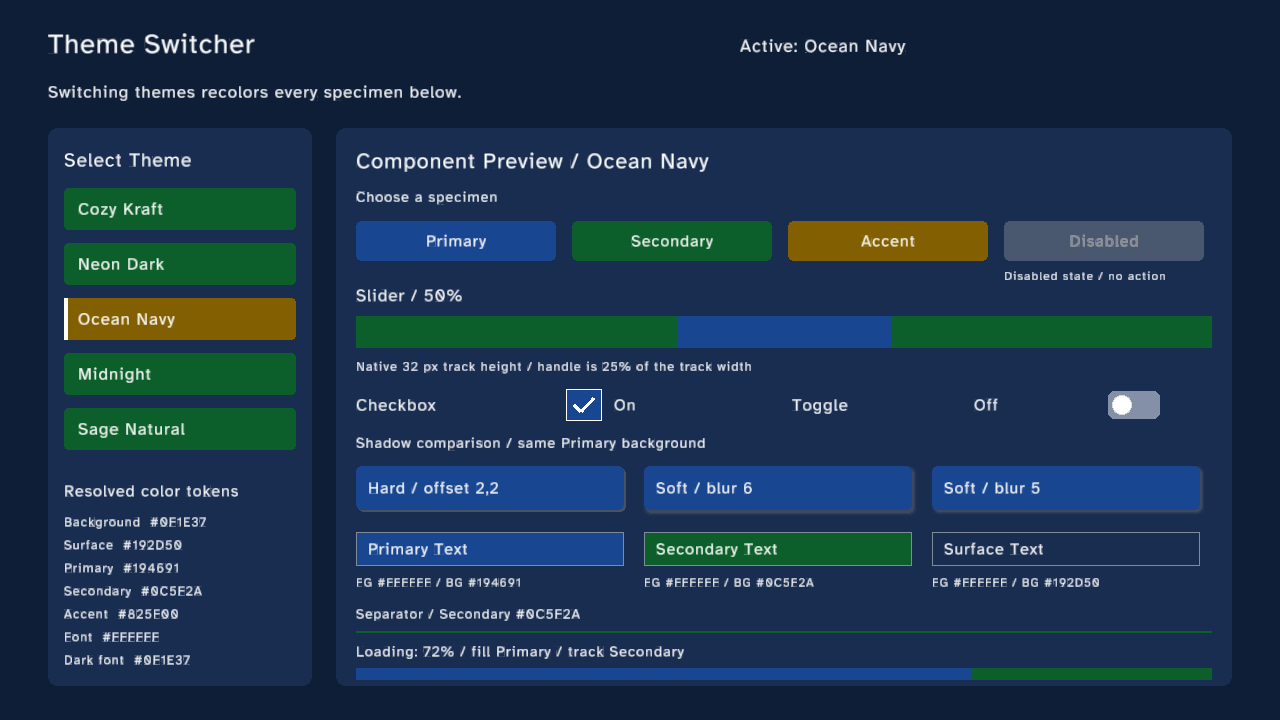 Theme Switcher
Active: Ocean Navy
Switching themes recolors every specimen below.
Select Theme
Cozy Kraft
Neon Dark
Ocean Navy
Midnight
Sage Natural
Resolved color tokens
Background #0F1E37
Surface #192D50
Primary #194691
Secondary #0C5F2A
Accent #825F00
Font #FFFFFF
Dark font #0F1E37
Component Preview / Ocean Navy
Choose a specimen
Primary
Secondary
Accent
Disabled
Disabled state / no action
Slider / 50%
Native 32 px track height / handle is 25% of the track width
Checkbox
On
Toggle
Off
Shadow comparison / same Primary background
Hard / offset 2,2
Soft / blur 6
Soft / blur 5
Primary Text
Secondary Text
Surface Text
FG #FFFFFF / BG #194691
FG #FFFFFF / BG #0C5F2A
FG #FFFFFF / BG #192D50
Separator / Secondary #0C5F2A
Loading: 72% / fill Primary / track Secondary